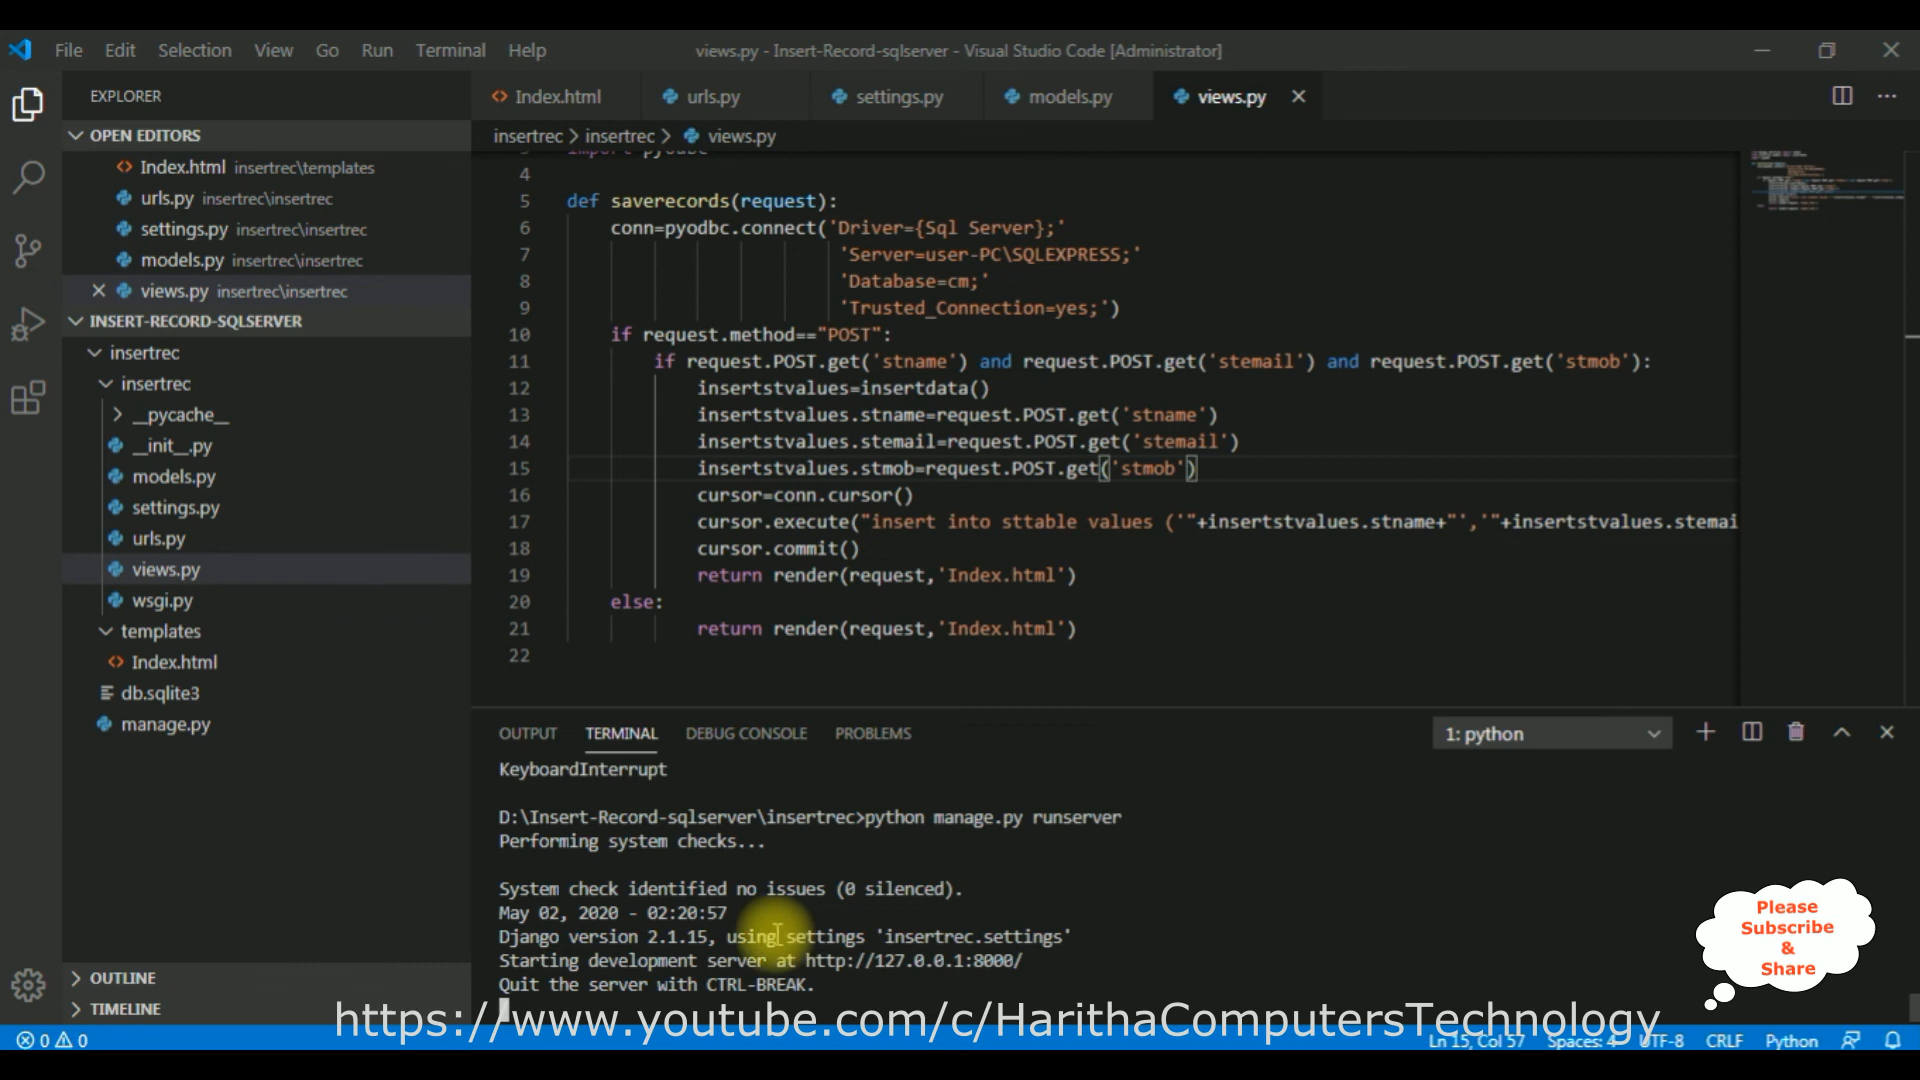 File Edit Selection View Go Run Terminal Help
views.py - Insert-Record-sqlserver - Visual Studio Code [Administrator]
EXPLORER
Index.html urls.py settings.py models.py views.py
OPEN EDITORS
insertrec > insertrec > views.py
Index.html insertrec\templates
urls.py insertrec\insertrec
settings.py insertrec\insertrec
models.py insertrec\insertrec
views.py insertrec\insertrec
INSERT-RECORD-SQLSERVER
insertrec
insertrec
__pycache__
__init__.py
models.py
settings.py
urls.py
views.py
wsgi.py
templates
Index.html
db.sqlite3
manage.py
OUTLINE
TIMELINE
3 import pyodbc
4
5 def saverecords(request):
6 conn=pyodbc.connect('Driver={Sql Server};'
7 'Server=user-PC\SQLEXPRESS;'
8 'Database=cm;'
9 'Trusted_Connection=yes;')
10 if request.method=="POST":
11 if request.POST.get('stname') and request.POST.get('stemail') and request.POST.get('stmob'):
12 insertstvalues=insertdata()
13 insertstvalues.stname=request.POST.get('stname')
14 insertstvalues.stemail=request.POST.get('stemail')
15 insertstvalues.stmob=request.POST.get('stmob')
16 cursor=conn.cursor()
17 cursor.execute("insert into sttable values ('"+insertstvalues.stname+"','"+insertstvalues.stemai
18 cursor.commit()
19 return render(request,'Index.html')
20 else:
21 return render(request,'Index.html')
22
OUTPUT TERMINAL DEBUG CONSOLE PROBLEMS
1: python
KeyboardInterrupt
D:\Insert-Record-sqlserver\insertrec>python manage.py runserver
Performing system checks...
System check identified no issues (0 silenced).
May 02, 2020 - 02:20:57
Django version 2.1.15, using settings 'insertrec.settings'
Starting development server at http://127.0.0.1:8000/
Quit the server with CTRL-BREAK.
Please
Subscribe
&
Share
https://www.youtube.com/c/HarithaComputersTechnology
0 0
Ln 15, Col 57 Spaces: 4 UTF-8 CRLF Python